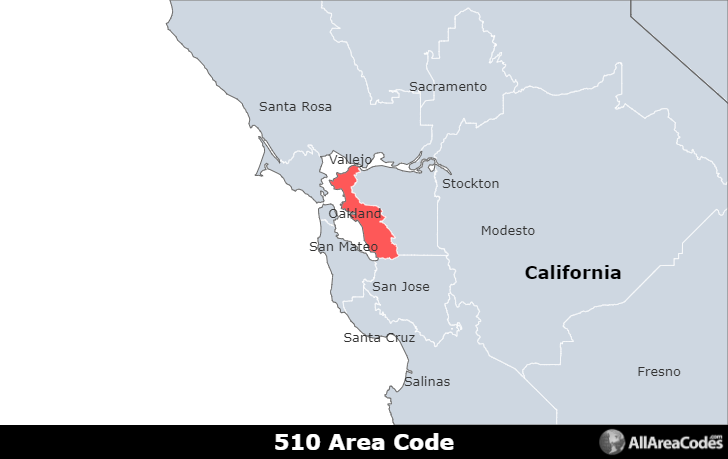 Sacramento
Santa Rosa
Vallejo
Stockton
Oakland
Modesto
San Mateo
California
San Jose
Santa Cruz
Fresno
Salinas
510 Area Code
AllAreaCodes.com